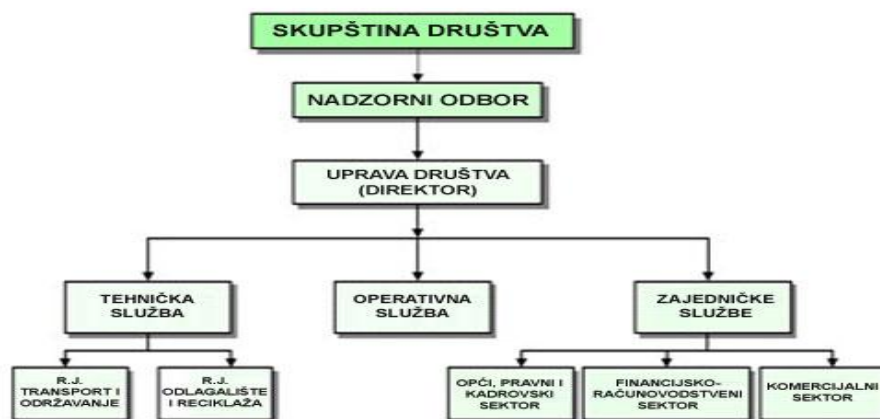 SKUPŠTINA DRUŠTVA
NADZORNI ODBOR
UPRAVA DRUŠTVA
(DIREKTOR)
TEHNIČKA
SLUŽBA
OPERATIVNA
SLUŽBA
ZAJEDNIČKE
SLUŽBE
R.J.
TRANSPORT I
ODRŽAVANJE
R.J.
ODLAGALIŠTE
I RECIKLAŽA
OPĆI, PRAVNI I
KADROVSKI
SEKTOR
FINANCIJSKO-
RAČUNOVODSTVENI
SEKTOR
KOMERCIJALNI
SEKTOR